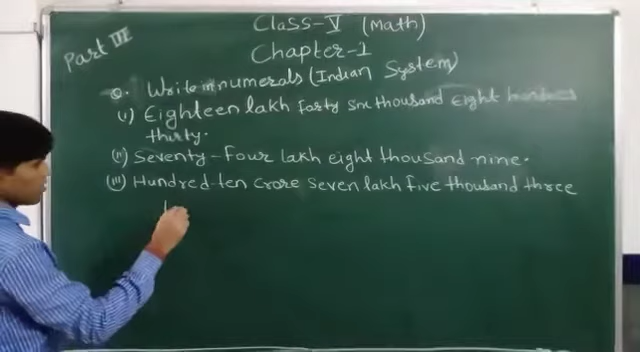 Class-V (Math)
Part III
Chapter-1
Q. Write in numerals (Indian System)
(i) Eighteen lakh forty six thousand eight hundred
thirty.
(ii) Seventy-four lakh eight thousand nine.
(iii) Hundred-ten crore seven lakh five thousand three